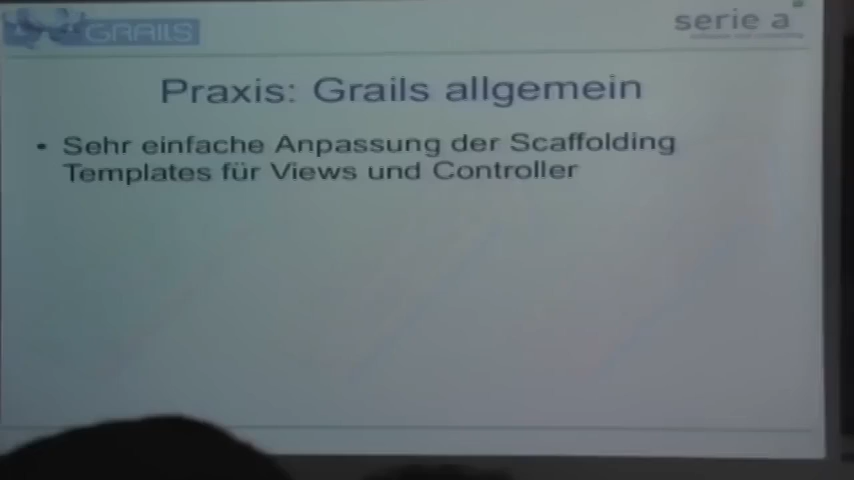 GRAILS
serie a
Praxis: Grails allgemein
• Sehr einfache Anpassung der Scaffolding
Templates für Views und Controller